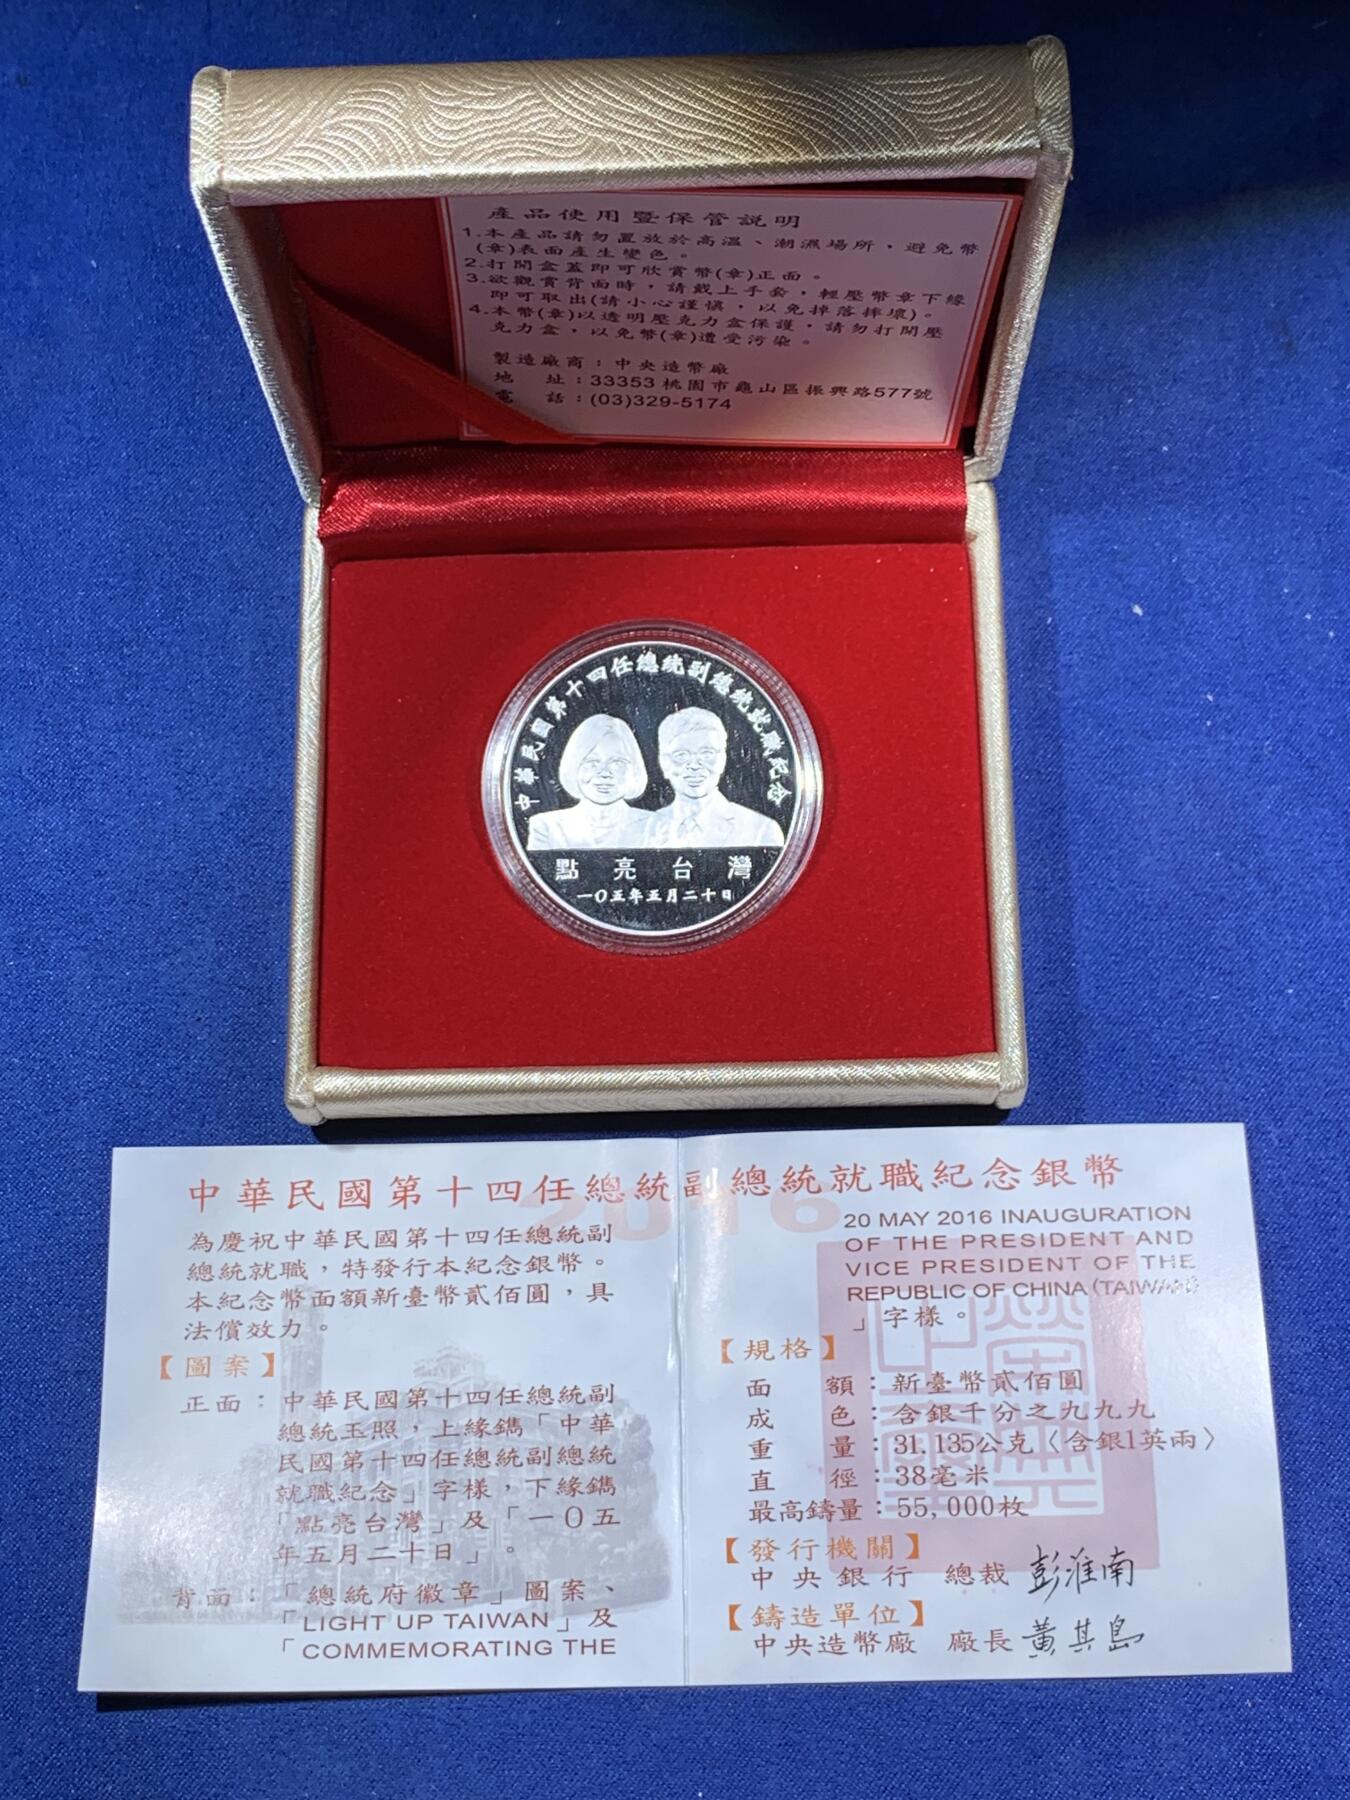 產品使用暨保管説明
1.本產品請勿置放於高溫、潮濕場所，避免幣
(章)表面產生變色。
2.打開盒蓋即可欣賞幣(章)正面。
3.欲觀賞背面時，請戴上手套，輕壓幣章下緣
即可取出(請小心謹慎，以免掉落摔壞)。
4.本幣(章)以透明壓克力盒保護，請勿打開壓
克力盒，以免幣(章)遭受污染。
製造廠商：中央造幣廠
地 址：33353桃園市龜山區振興路577號
電 話：(03)329-5174
中華民國第十四任總統副總統就職紀念
點亮台灣
一〇五年五月二十日
中華民國第十四任總統副總統就職紀念銀幣
2016
為慶祝中華民國第十四任總統副
總統就職，特發行本紀念銀幣。
本紀念幣面額新臺幣貳佰圓，具
法償效力。
【圖案】
正面：中華民國第十四任總統副
總統玉照，上緣鐫「中華
民國第十四任總統副總統
就職紀念」字樣，下緣鐫
「點亮台灣」及「一〇五
年五月二十日」。
背面：「總統府徽章」圖案、
「LIGHT UP TAIWAN」及
「COMMEMORATING THE
20 MAY 2016 INAUGURATION
OF THE PRESIDENT AND
VICE PRESIDENT OF THE
REPUBLIC OF CHINA (TAIWAN)
」字樣。
【規格】
面 額：新臺幣貳佰圓
成 色：含銀千分之九九九
重 量：31.135公克〈含銀1英兩〉
直 徑：38毫米
最高鑄量：55,000枚
【發行機關】
中央銀行 總裁 彭淮南
【鑄造單位】
中央造幣廠 廠長 黃其島